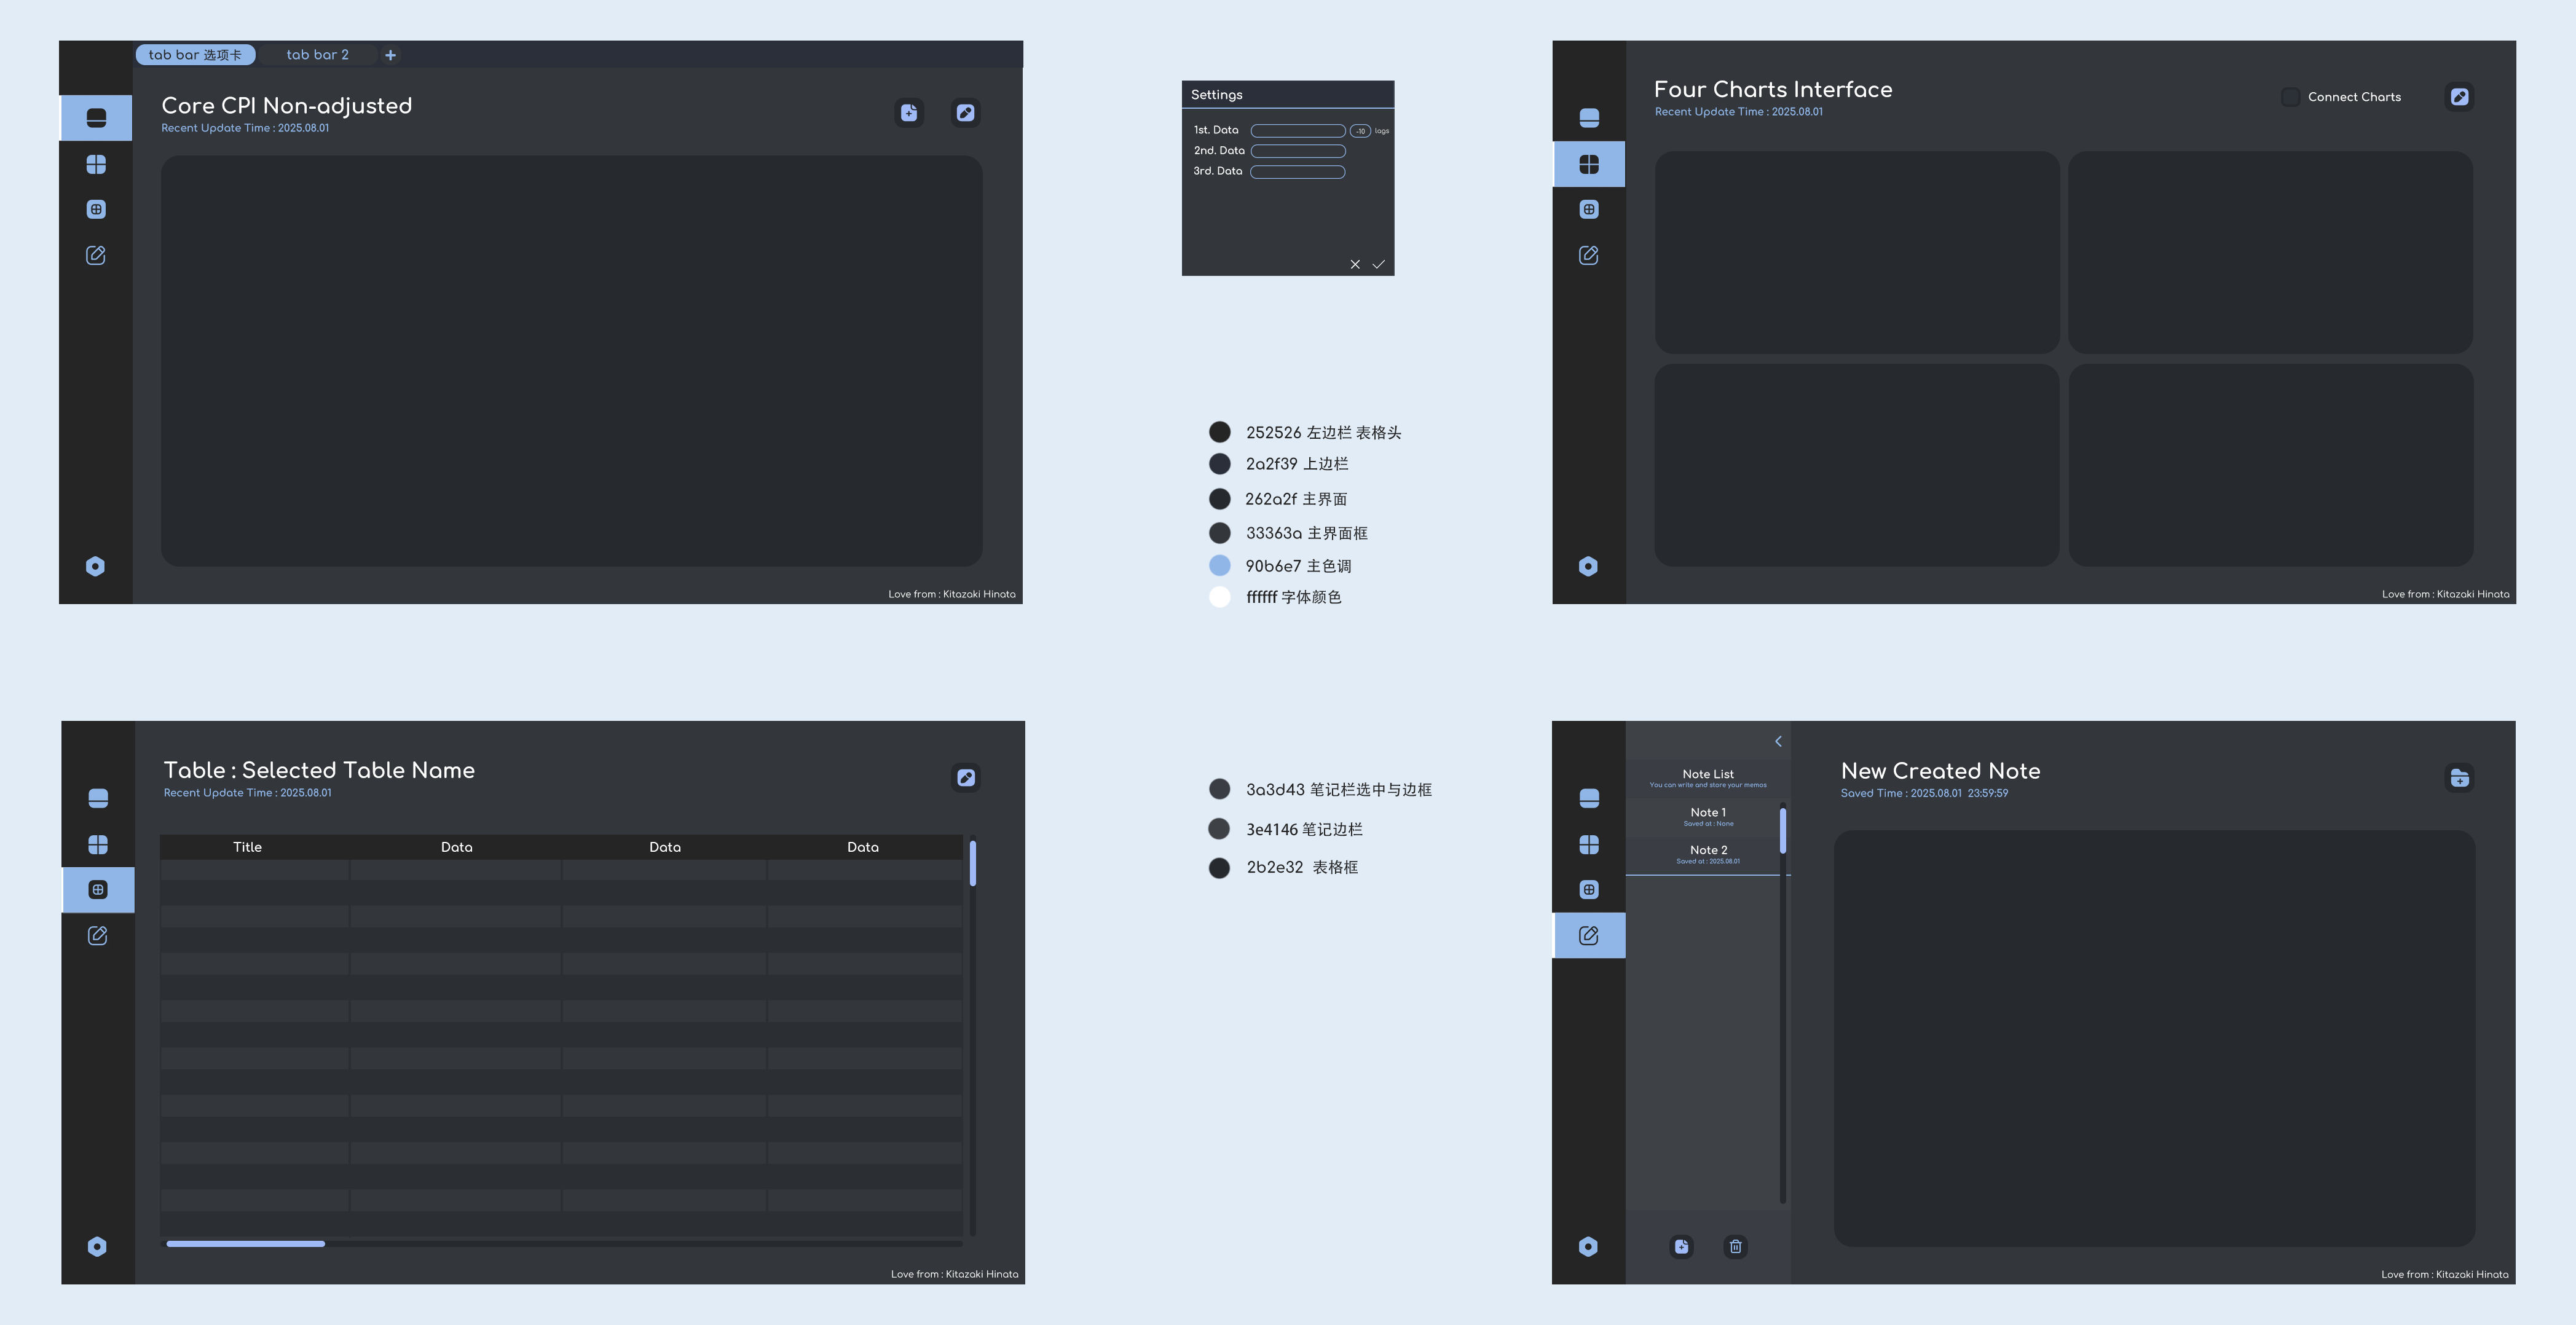 tab bar 选项卡
tab bar 2
Core CPI Non-adjusted
Recent Update Time : 2025.08.01
Love from : Kitazaki Hinata
Settings
1st. Data
-10 lags
2nd. Data
3rd. Data
252526 左边栏 表格头
2a2f39 上边栏
262a2f 主界面
33363a 主界面框
90b6e7 主色调
ffffff 字体颜色
Four Charts Interface
Recent Update Time : 2025.08.01
Connect Charts
Love from : Kitazaki Hinata
Table : Selected Table Name
Recent Update Time : 2025.08.01
Title Data Data Data
Love from : Kitazaki Hinata
3a3d43 笔记栏选中与边框
3e4146 笔记边栏
2b2e32 表格框
Note List
You can write and store your memos
Note 1
Saved at : None
Note 2
Saved at : 2025.08.01
New Created Note
Saved Time : 2025.08.01 23:59:59
Love from : Kitazaki Hinata